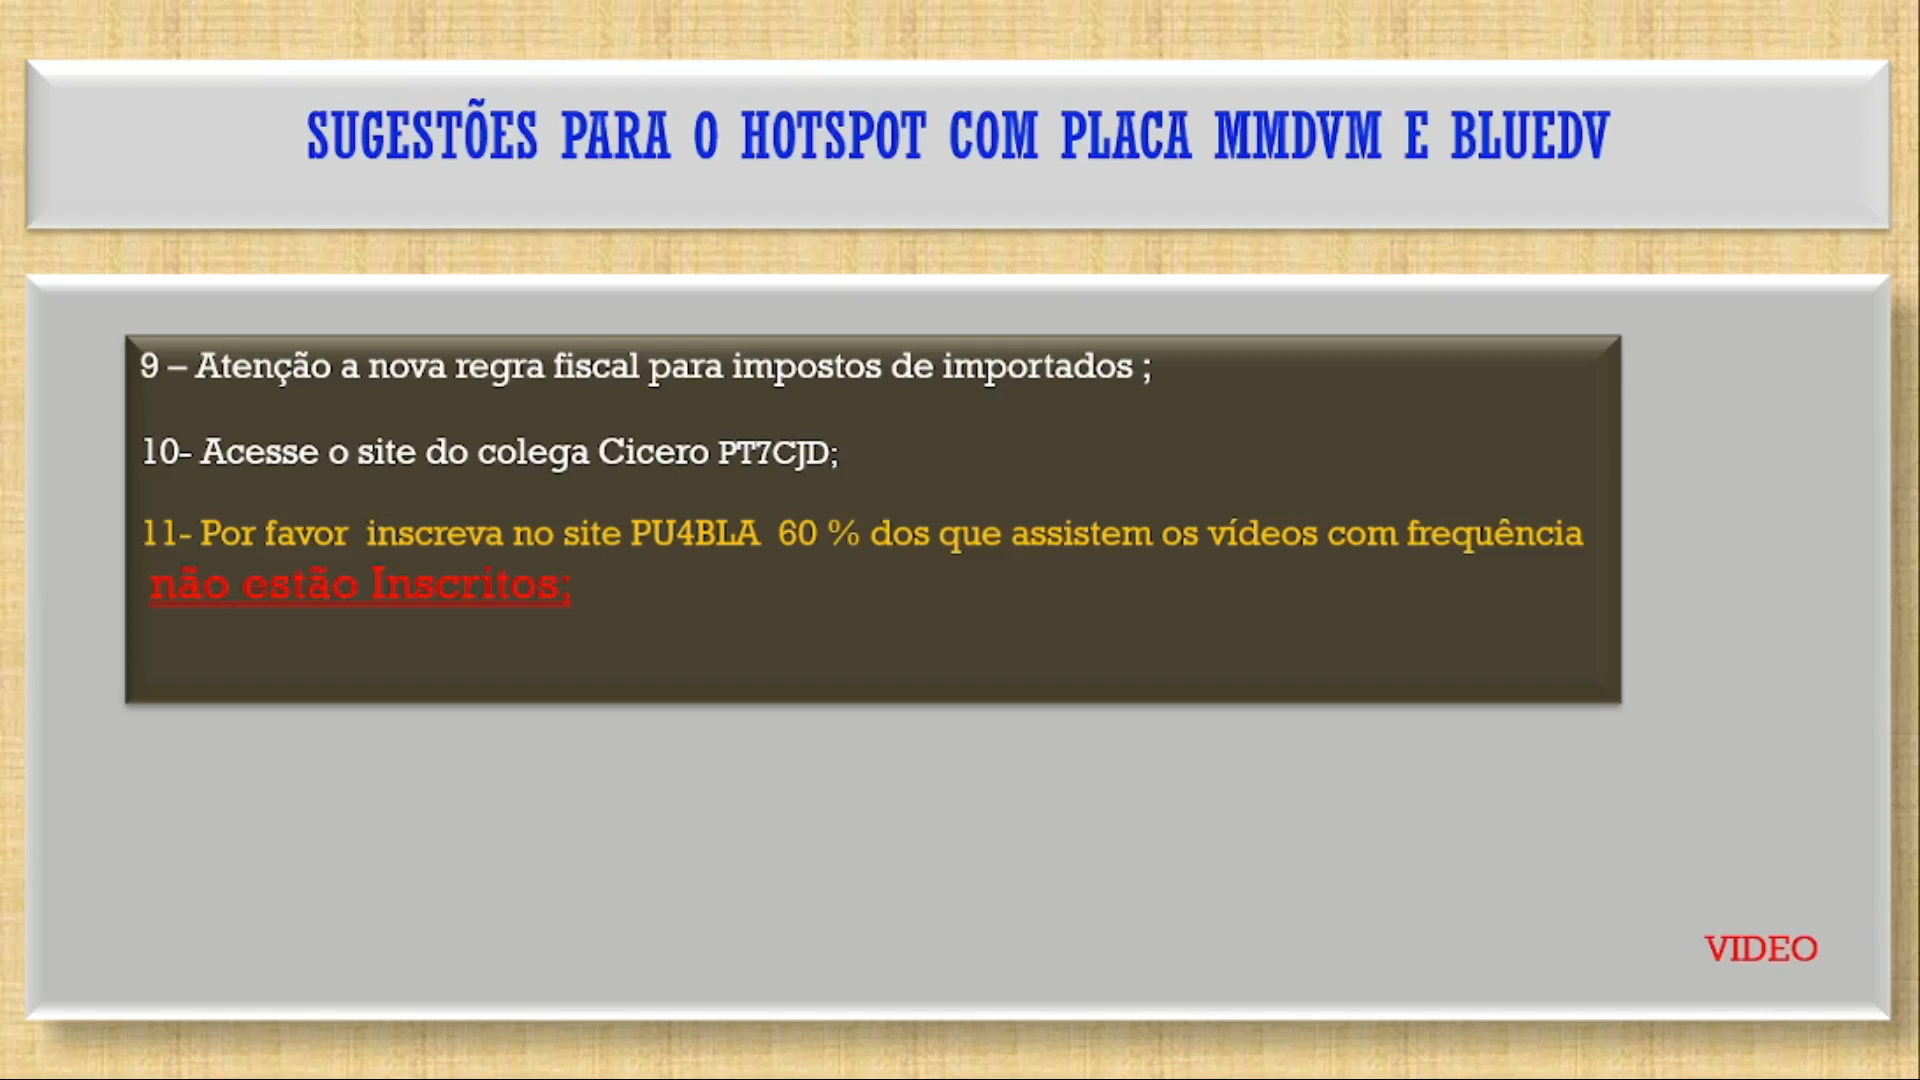 SUGESTÕES PARA O HOTSPOT COM PLACA MMDVM E BLUEDV
9 – Atenção a nova regra fiscal para impostos de importados ;
10- Acesse o site do colega Cicero PT7CJD;
11- Por favor  inscreva no site PU4BLA  60 % dos que assistem os vídeos com frequência
não estão Inscritos;
VIDEO